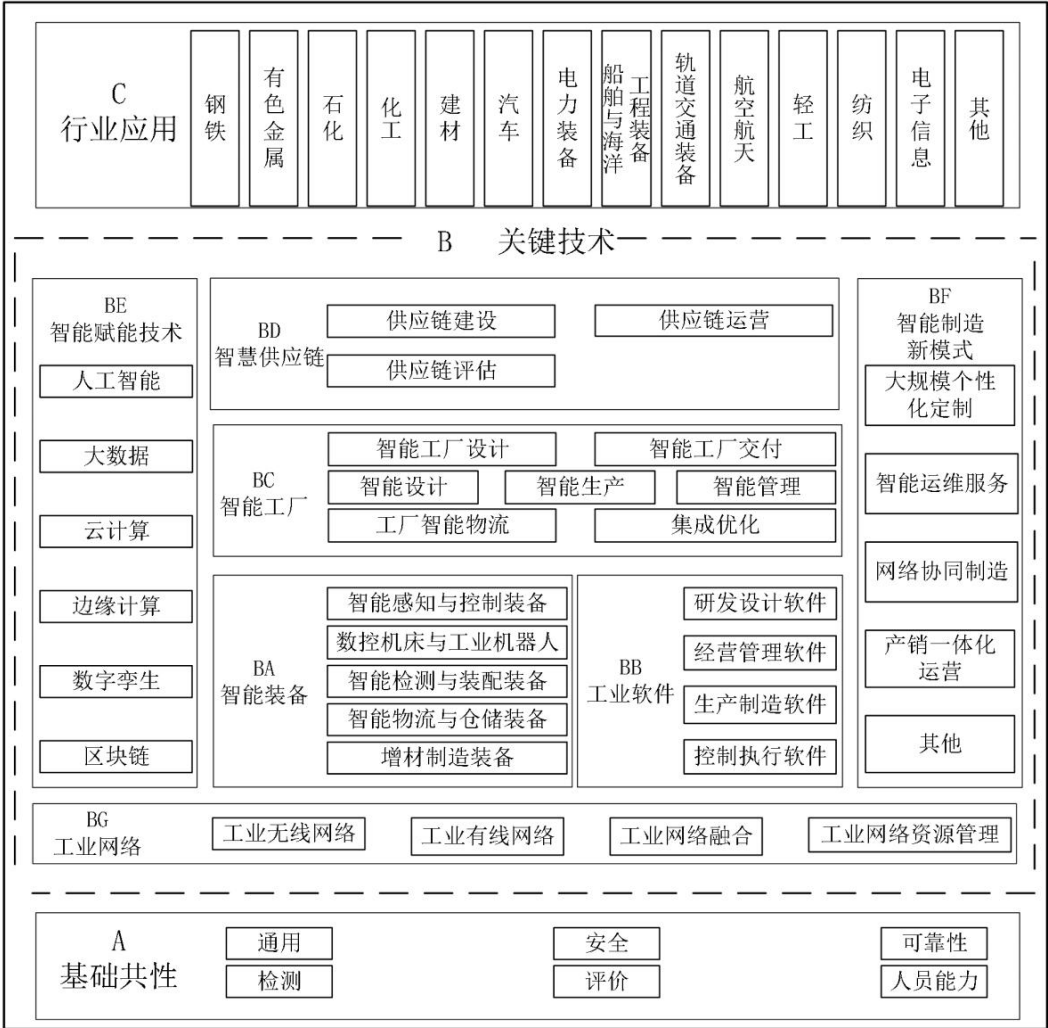 C
行业应用
钢铁
有色金属
石化
化工
建材
汽车
电力装备
船舶与海洋
工程装备
轨道交通装备
航空航天
轻工
纺织
电子信息
其他
B 关键技术
BE
智能赋能技术
人工智能
大数据
云计算
边缘计算
数字孪生
区块链
BD
智慧供应链
供应链建设
供应链运营
供应链评估
BC
智能工厂
智能工厂设计
智能工厂交付
智能设计
智能生产
智能管理
工厂智能物流
集成优化
BA
智能装备
智能感知与控制装备
数控机床与工业机器人
智能检测与装配装备
智能物流与仓储装备
增材制造装备
BB
工业软件
研发设计软件
经营管理软件
生产制造软件
控制执行软件
BF
智能制造
新模式
大规模个性
化定制
智能运维服务
网络协同制造
产销一体化
运营
其他
BG
工业网络
工业无线网络
工业有线网络
工业网络融合
工业网络资源管理
A
基础共性
通用
安全
可靠性
检测
评价
人员能力